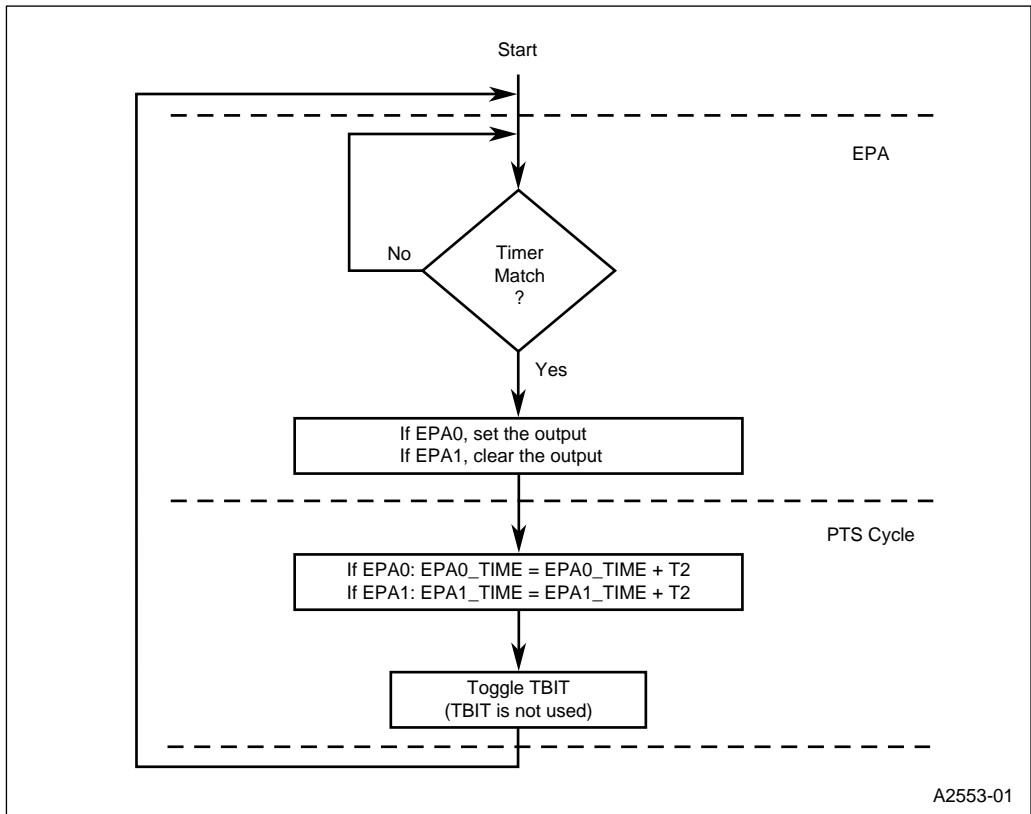 Start
EPA
No
Timer
Match
?
Yes
If EPA0, set the output
If EPA1, clear the output
PTS Cycle
If EPA0: EPA0_TIME = EPA0_TIME + T2
If EPA1: EPA1_TIME = EPA1_TIME + T2
Toggle TBIT
(TBIT is not used)
A2553-01